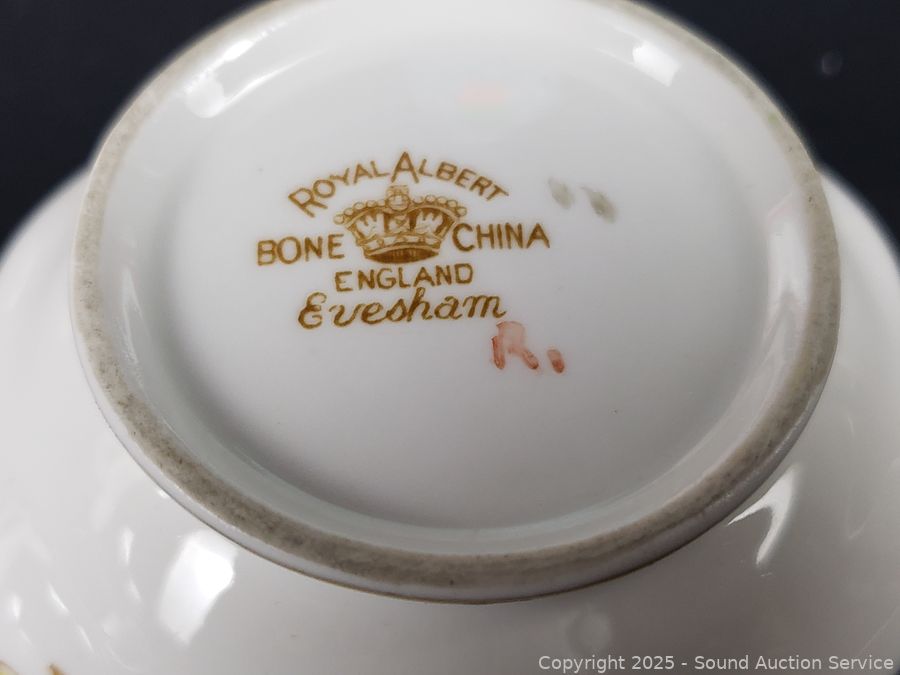 ROYAL ALBERT
BONE CHINA
ENGLAND
Evesham
R.
Copyright 2025 - Sound Auction Service